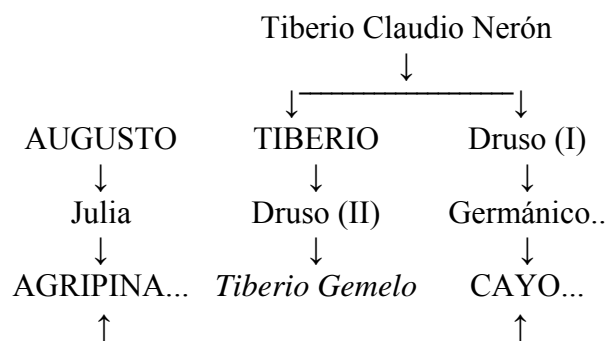 Tiberio Claudio Nerón
↓
↓ ↓
AUGUSTO TIBERIO Druso (I)
↓ ↓ ↓
Julia Druso (II) Germánico..
↓ ↓ ↓
AGRIPINA... Tiberio Gemelo CAYO...
↑ ↑